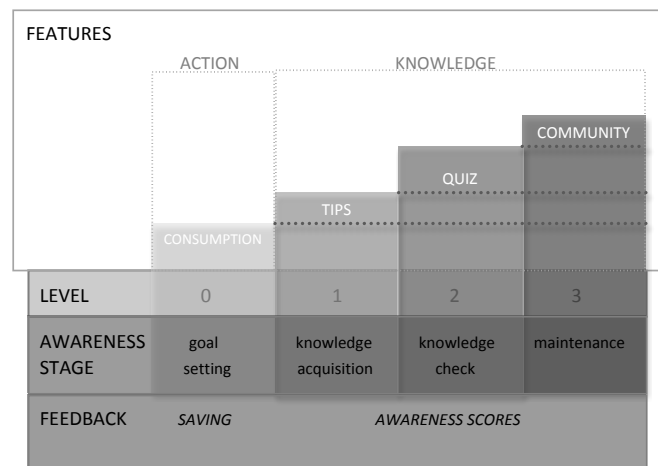 FEATURES
ACTION KNOWLEDGE
COMMUNITY
QUIZ
TIPS
CONSUMPTION
LEVEL 0 1 2 3
AWARENESS STAGE goal setting knowledge acquisition knowledge check maintenance
FEEDBACK SAVING AWARENESS SCORES